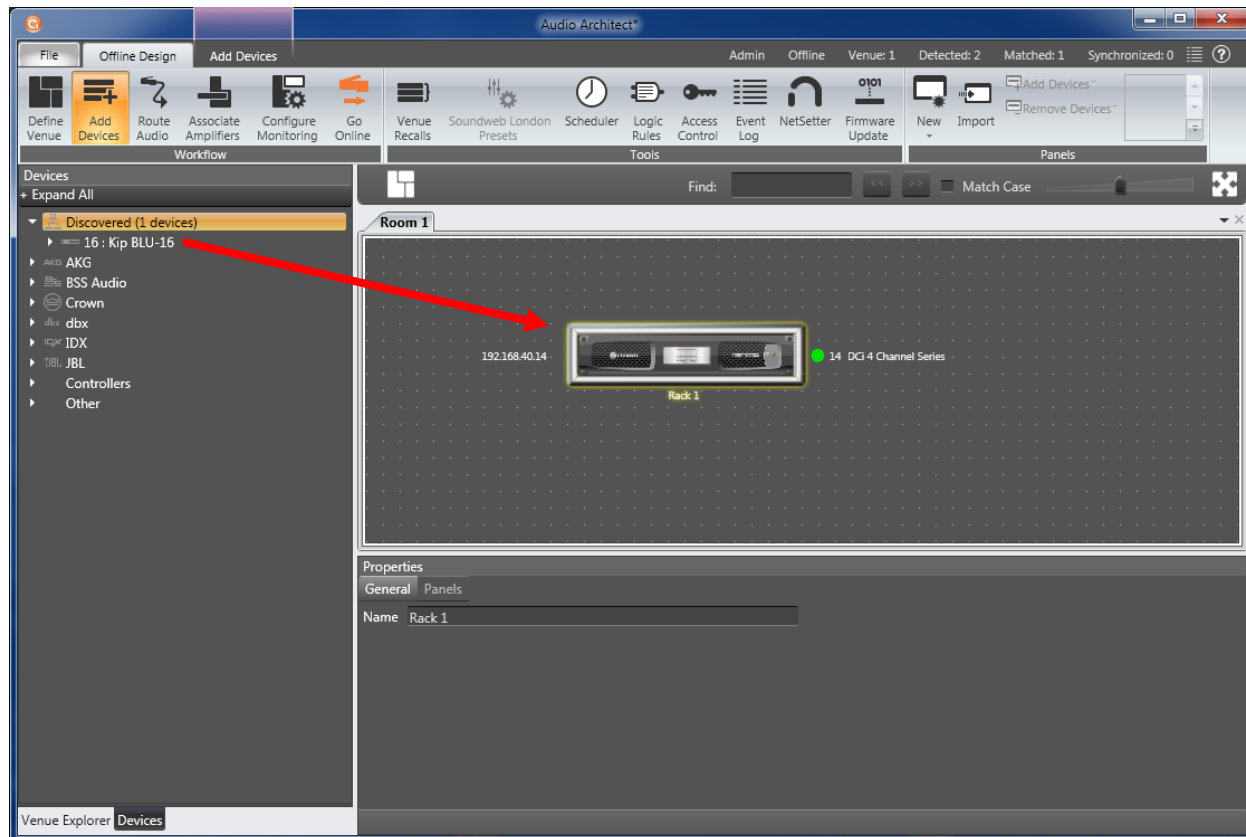 Audio Architect*
File Offline Design Add Devices Admin Offline Venue: 1 Detected: 2 Matched: 1 Synchronized: 0 ?
Define Venue
Add Devices
Route Audio
Associate Amplifiers
Configure Monitoring
Go Online
Workflow
Venue Recalls
Soundweb London Presets
Scheduler
Logic Rules
Access Control
Event Log
NetSetter
0101
Firmware Update
Tools
New
Import
Add Devices
Remove Devices
Panels
Devices
+ Expand All
Find: << >> Match Case
Discovered (1 devices)
16 : Kip BLU-16
AKG AKG
BSS Audio
Crown
dbx dbx
IDX
JBL JBL
Controllers
Other
Room 1
192.168.40.14
14 DCi 4 Channel Series
Rack 1
Properties
General Panels
Name Rack 1
Venue Explorer Devices